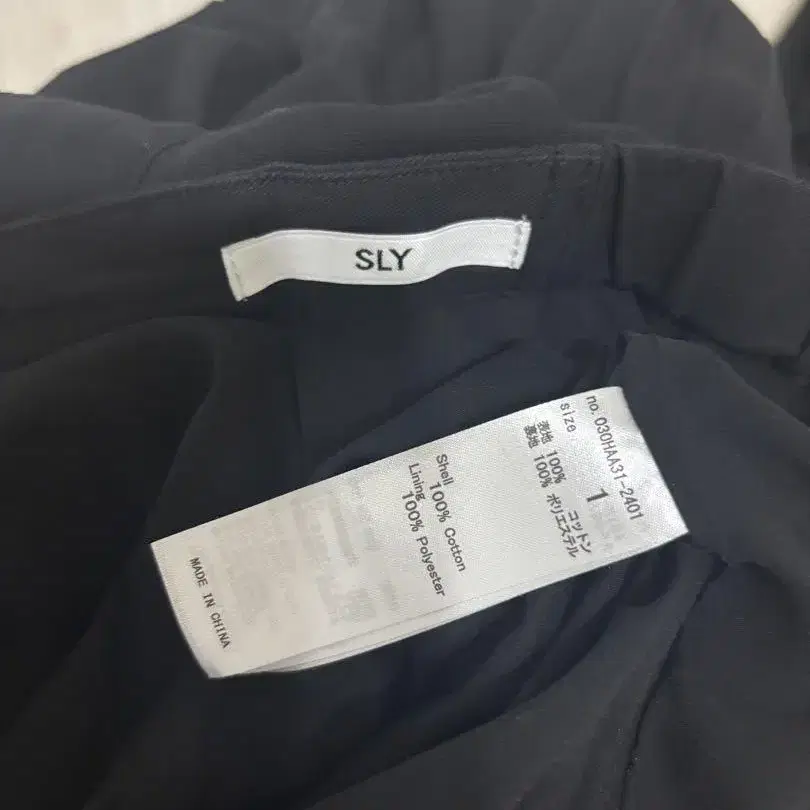 SLY
no. 030HAA31-2401
size 1
表地 100% コットン
裏地 100% ポリエステル
Shell
100% Cotton
Lining
100% Polyester
MADE IN CHINA